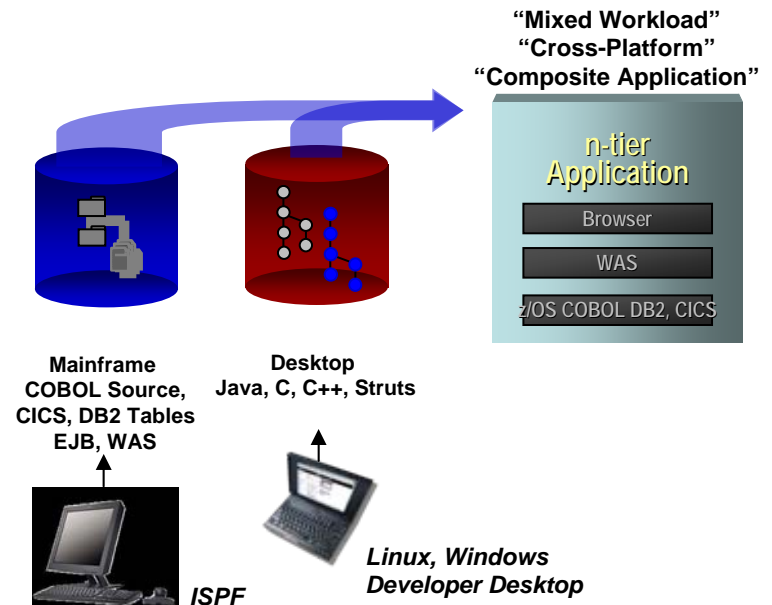 “Mixed Workload”
“Cross-Platform”
“Composite Application”
n-tier
Application
Browser
WAS
z/OS COBOL DB2, CICS
Mainframe
COBOL Source,
CICS, DB2 Tables
EJB, WAS
Desktop
Java, C, C++, Struts
ISPF
Linux, Windows
Developer Desktop